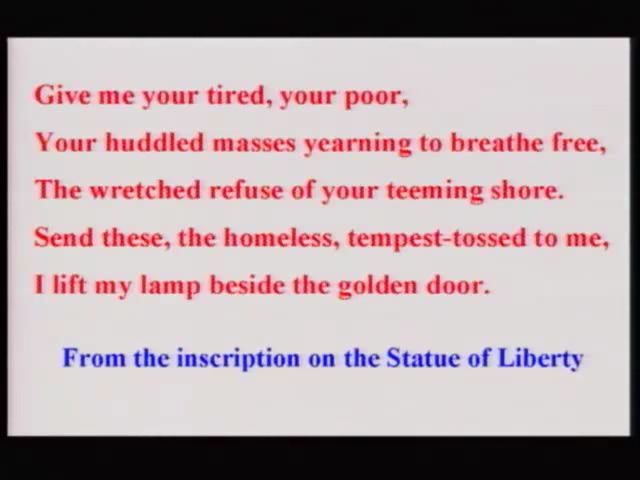 Give me your tired, your poor,
Your huddled masses yearning to breathe free,
The wretched refuse of your teeming shore.
Send these, the homeless, tempest-tossed to me,
I lift my lamp beside the golden door.
From the inscription on the Statue of Liberty